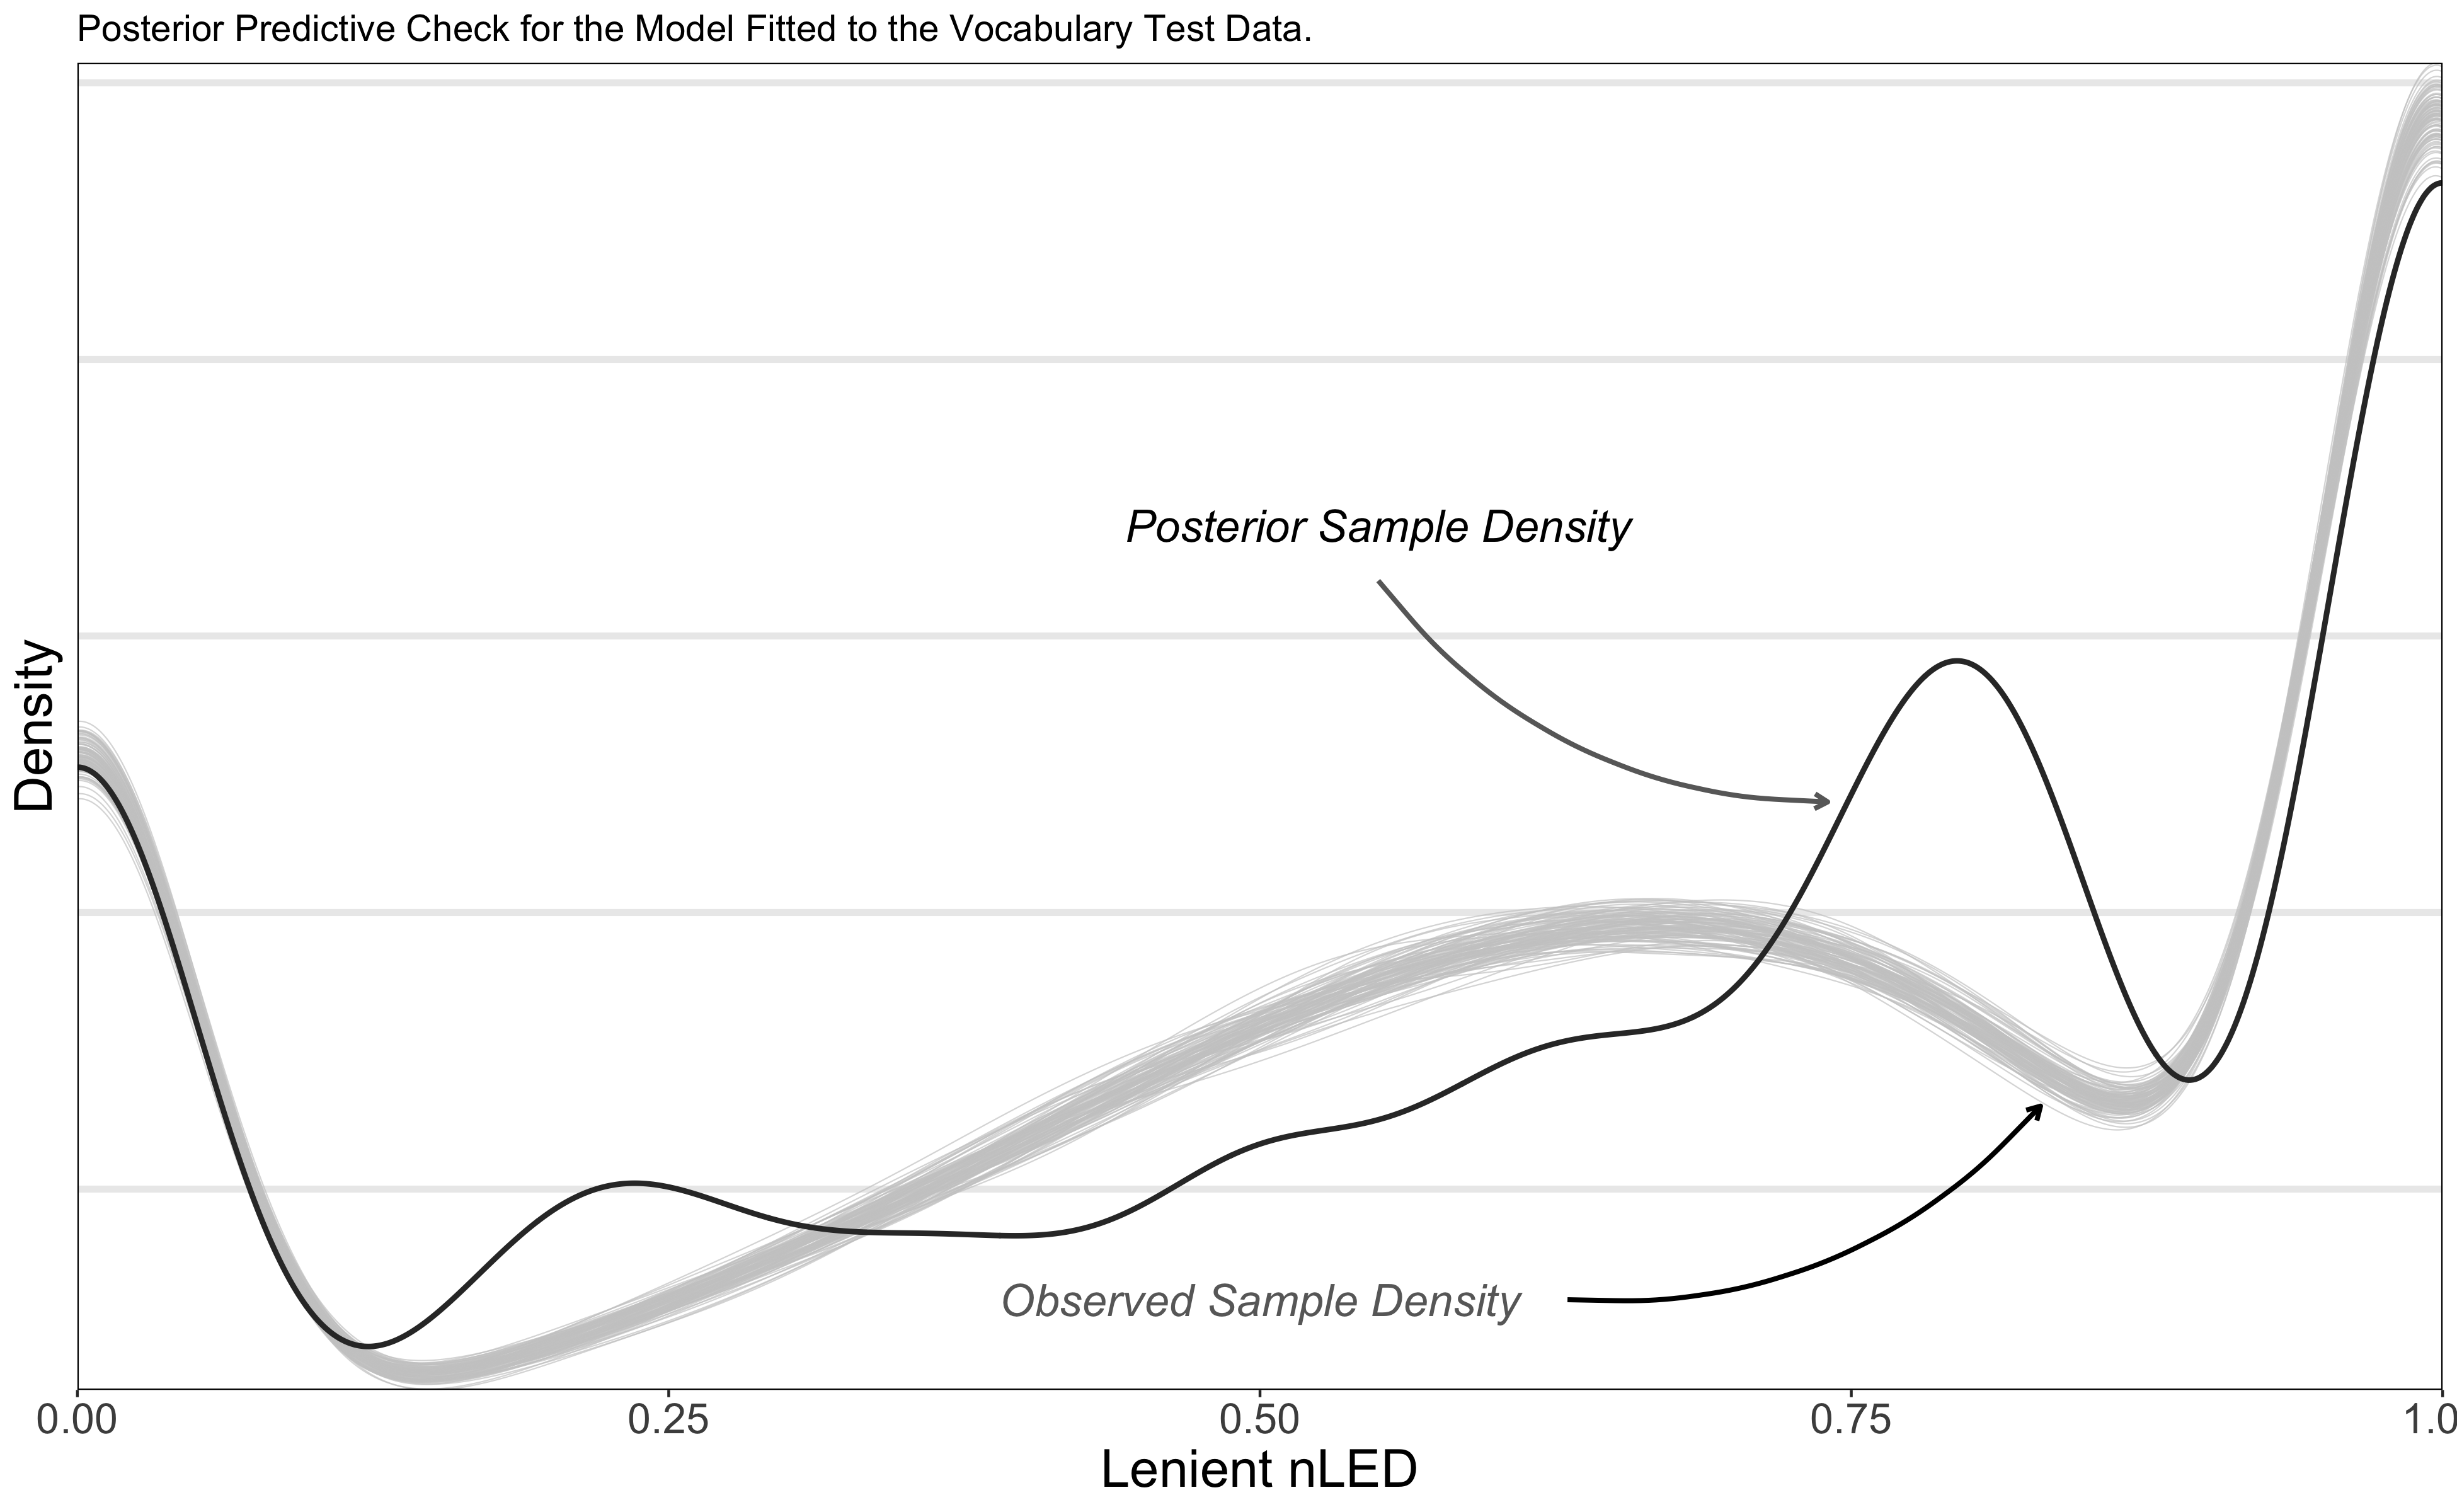 Posterior Predictive Check for the Model Fitted to the Vocabulary Test Data.
Density
Posterior Sample Density
Observed Sample Density
0.00 0.25 0.50 0.75 1.0
Lenient nLED